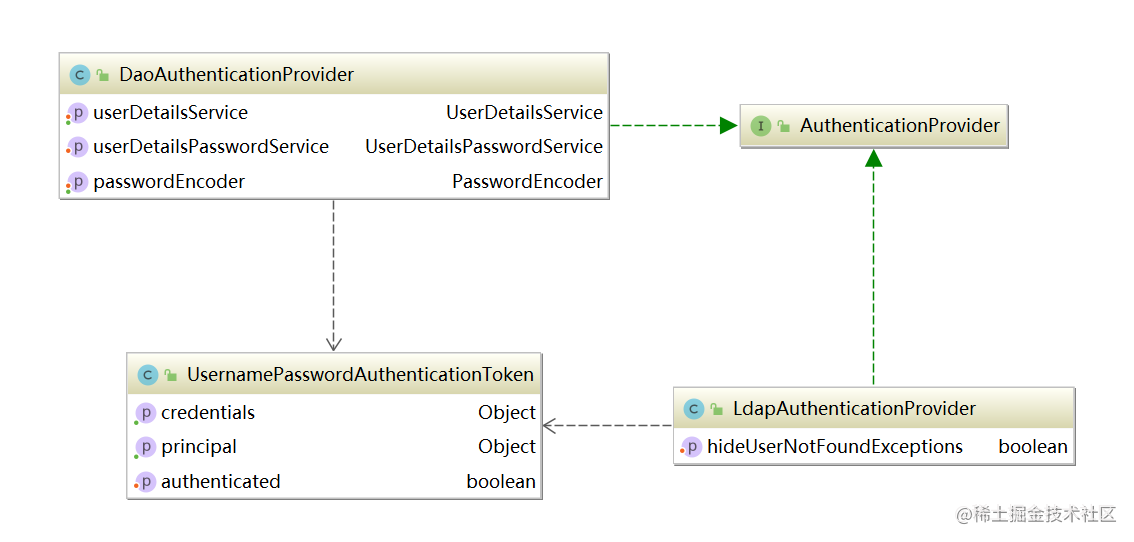 DaoAuthenticationProvider
userDetailsService UserDetailsService
userDetailsPasswordService UserDetailsPasswordService
passwordEncoder PasswordEncoder
AuthenticationProvider
UsernamePasswordAuthenticationToken
credentials Object
principal Object
authenticated boolean
LdapAuthenticationProvider
hideUserNotFoundExceptions boolean
@稀土掘金技术社区